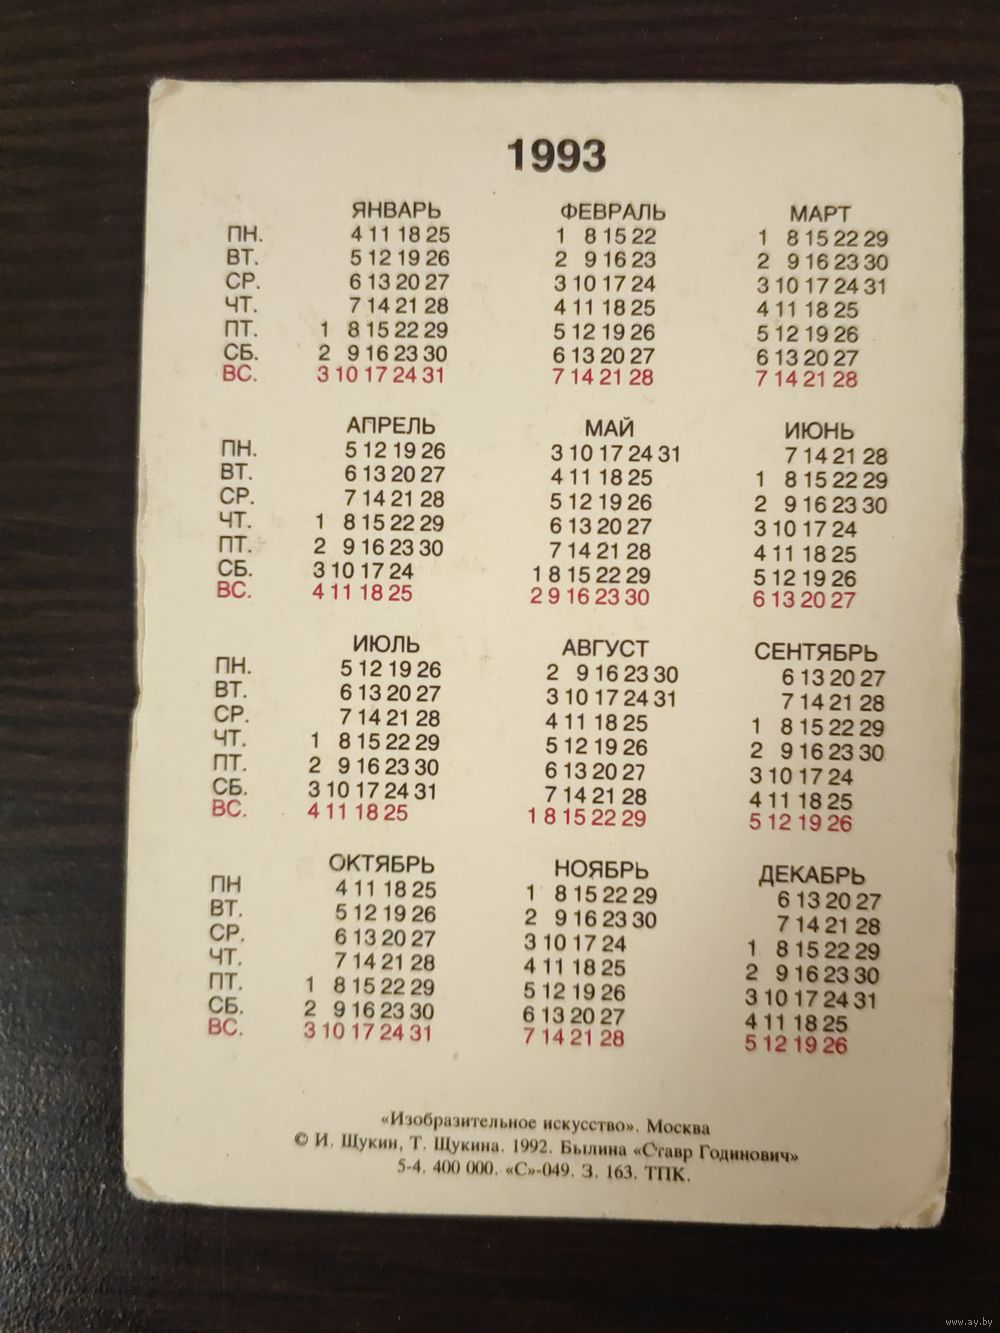 1993
ЯНВАРЬ ФЕВРАЛЬ МАРТ
ПН. 4 11 18 25 1 8 15 22 1 8 15 22 29
ВТ. 5 12 19 26 2 9 16 23 2 9 16 23 30
СР. 6 13 20 27 3 10 17 24 3 10 17 24 31
ЧТ. 7 14 21 28 4 11 18 25 4 11 18 25
ПТ. 1 8 15 22 29 5 12 19 26 5 12 19 26
СБ. 2 9 16 23 30 6 13 20 27 6 13 20 27
ВС. 3 10 17 24 31 7 14 21 28 7 14 21 28
АПРЕЛЬ МАЙ ИЮНЬ
ПН. 5 12 19 26 3 10 17 24 31 7 14 21 28
ВТ. 6 13 20 27 4 11 18 25 1 8 15 22 29
СР. 7 14 21 28 5 12 19 26 2 9 16 23 30
ЧТ. 1 8 15 22 29 6 13 20 27 3 10 17 24
ПТ. 2 9 16 23 30 7 14 21 28 4 11 18 25
СБ. 3 10 17 24 1 8 15 22 29 5 12 19 26
ВС. 4 11 18 25 2 9 16 23 30 6 13 20 27
ИЮЛЬ АВГУСТ СЕНТЯБРЬ
ПН. 5 12 19 26 2 9 16 23 30 6 13 20 27
ВТ. 6 13 20 27 3 10 17 24 31 7 14 21 28
СР. 7 14 21 28 4 11 18 25 1 8 15 22 29
ЧТ. 1 8 15 22 29 5 12 19 26 2 9 16 23 30
ПТ. 2 9 16 23 30 6 13 20 27 3 10 17 24
СБ. 3 10 17 24 31 7 14 21 28 4 11 18 25
ВС. 4 11 18 25 1 8 15 22 29 5 12 19 26
ОКТЯБРЬ НОЯБРЬ ДЕКАБРЬ
ПН 4 11 18 25 1 8 15 22 29 6 13 20 27
ВТ. 5 12 19 26 2 9 16 23 30 7 14 21 28
СР. 6 13 20 27 3 10 17 24 1 8 15 22 29
ЧТ. 7 14 21 28 4 11 18 25 2 9 16 23 30
ПТ. 1 8 15 22 29 5 12 19 26 3 10 17 24 31
СБ. 2 9 16 23 30 6 13 20 27 4 11 18 25
ВС. 3 10 17 24 31 7 14 21 28 5 12 19 26
«Изобразительное искусство». Москва
© И. Щукин, Т. Щукина. 1992. Былина «Ставр Годинович»
5-4. 400 000. «С»-049. З. 163. ТПК.
www.ay.by